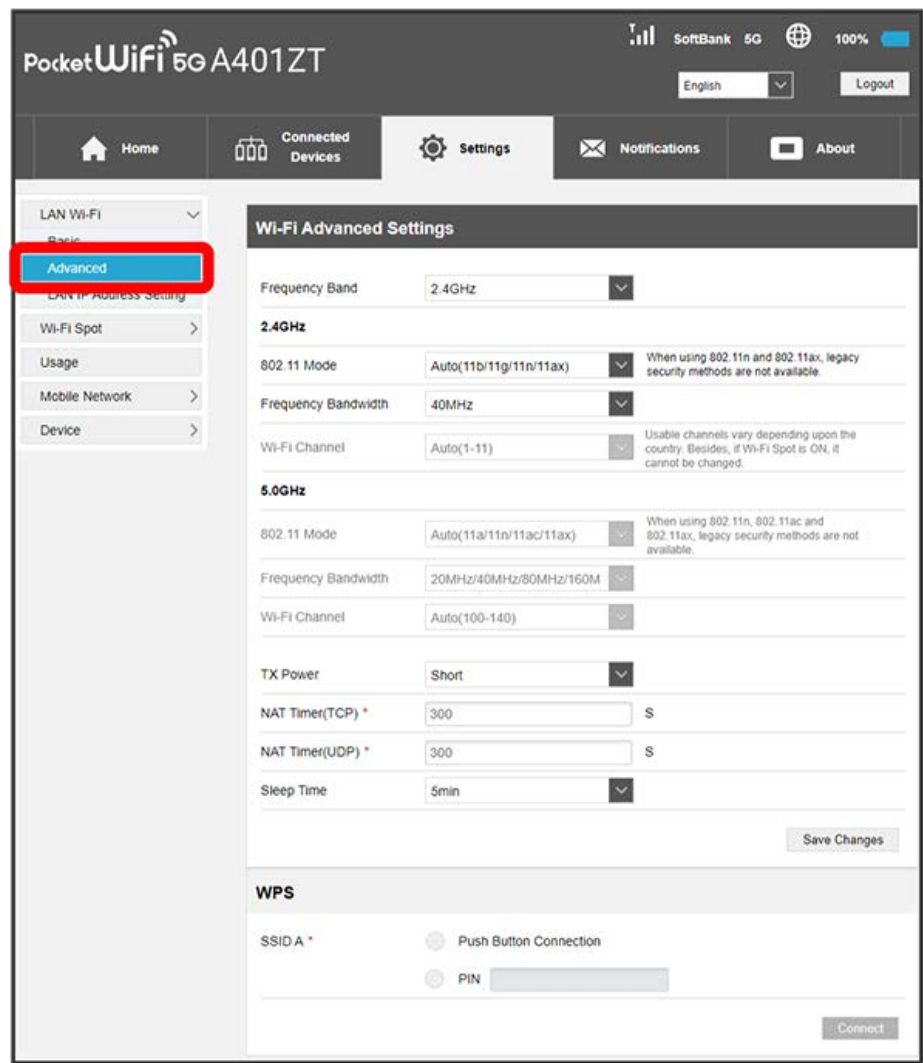 Pocket WiFi 5G A401ZT
SoftBank 5G 100%
English
Logout
Home
Connected
Devices
Settings
Notifications
About
LAN Wi-Fi
Basic
Advanced
LAN IP Address Setting
Wi-Fi Spot
Usage
Mobile Network
Device
Wi-Fi Advanced Settings
Frequency Band 2.4GHz
2.4GHz
802.11 Mode Auto(11b/11g/11n/11ax)
When using 802.11n and 802.11ax, legacy
security methods are not available.
Frequency Bandwidth 40MHz
Wi-Fi Channel Auto(1-11)
Usable channels vary depending upon the
country. Besides, if Wi-Fi Spot is ON, it
cannot be changed.
5.0GHz
802.11 Mode Auto(11a/11n/11ac/11ax)
When using 802.11n, 802.11ac and
802.11ax, legacy security methods are not
available.
Frequency Bandwidth 20MHz/40MHz/80MHz/160M
Wi-Fi Channel Auto(100-140)
TX Power Short
NAT Timer(TCP) * 300 S
NAT Timer(UDP) * 300 S
Sleep Time 5min
Save Changes
WPS
SSID A * Push Button Connection
PIN
Connect